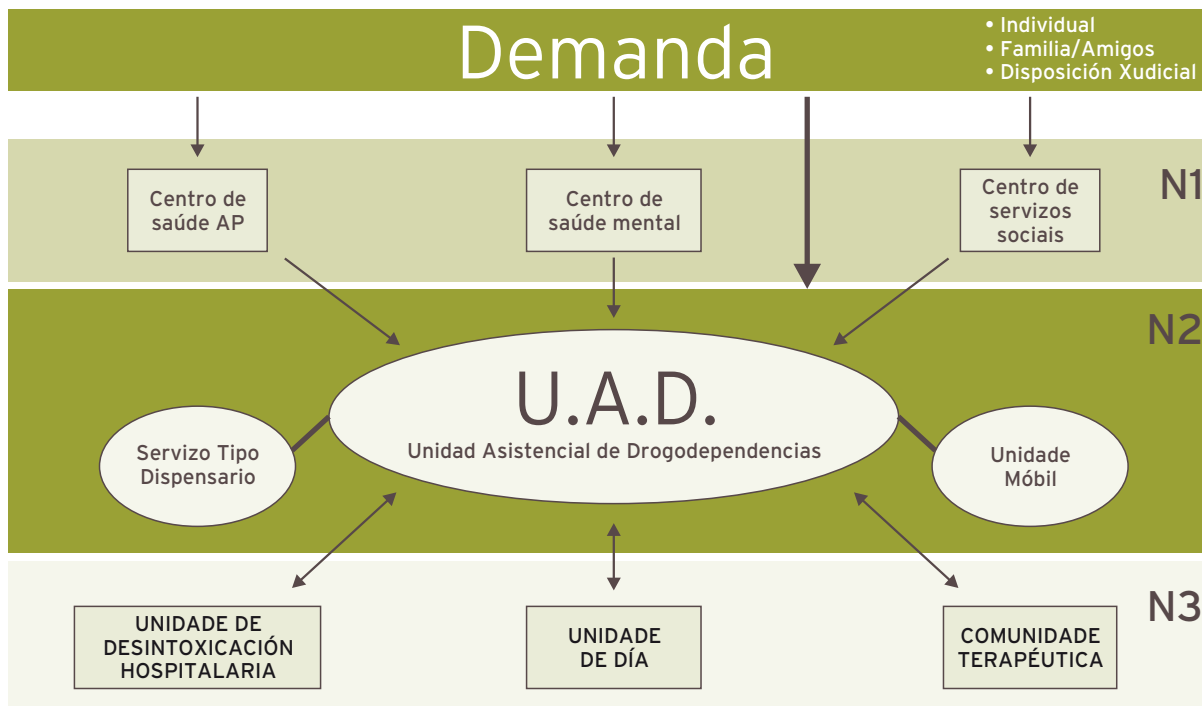 Demanda
• Individual
• Familia/Amigos
• Disposición Xudicial
N1
Centro de
saúde AP
Centro de
saúde mental
Centro de
servizos
sociais
N2
U.A.D.
Unidad Asistencial de Drogodependencias
Servizo Tipo
Dispensario
Unidade
Móbil
N3
UNIDADE DE
DESINTOXICACIÓN
HOSPITALARIA
UNIDADE
DE DÍA
COMUNIDADE
TERAPÉUTICA